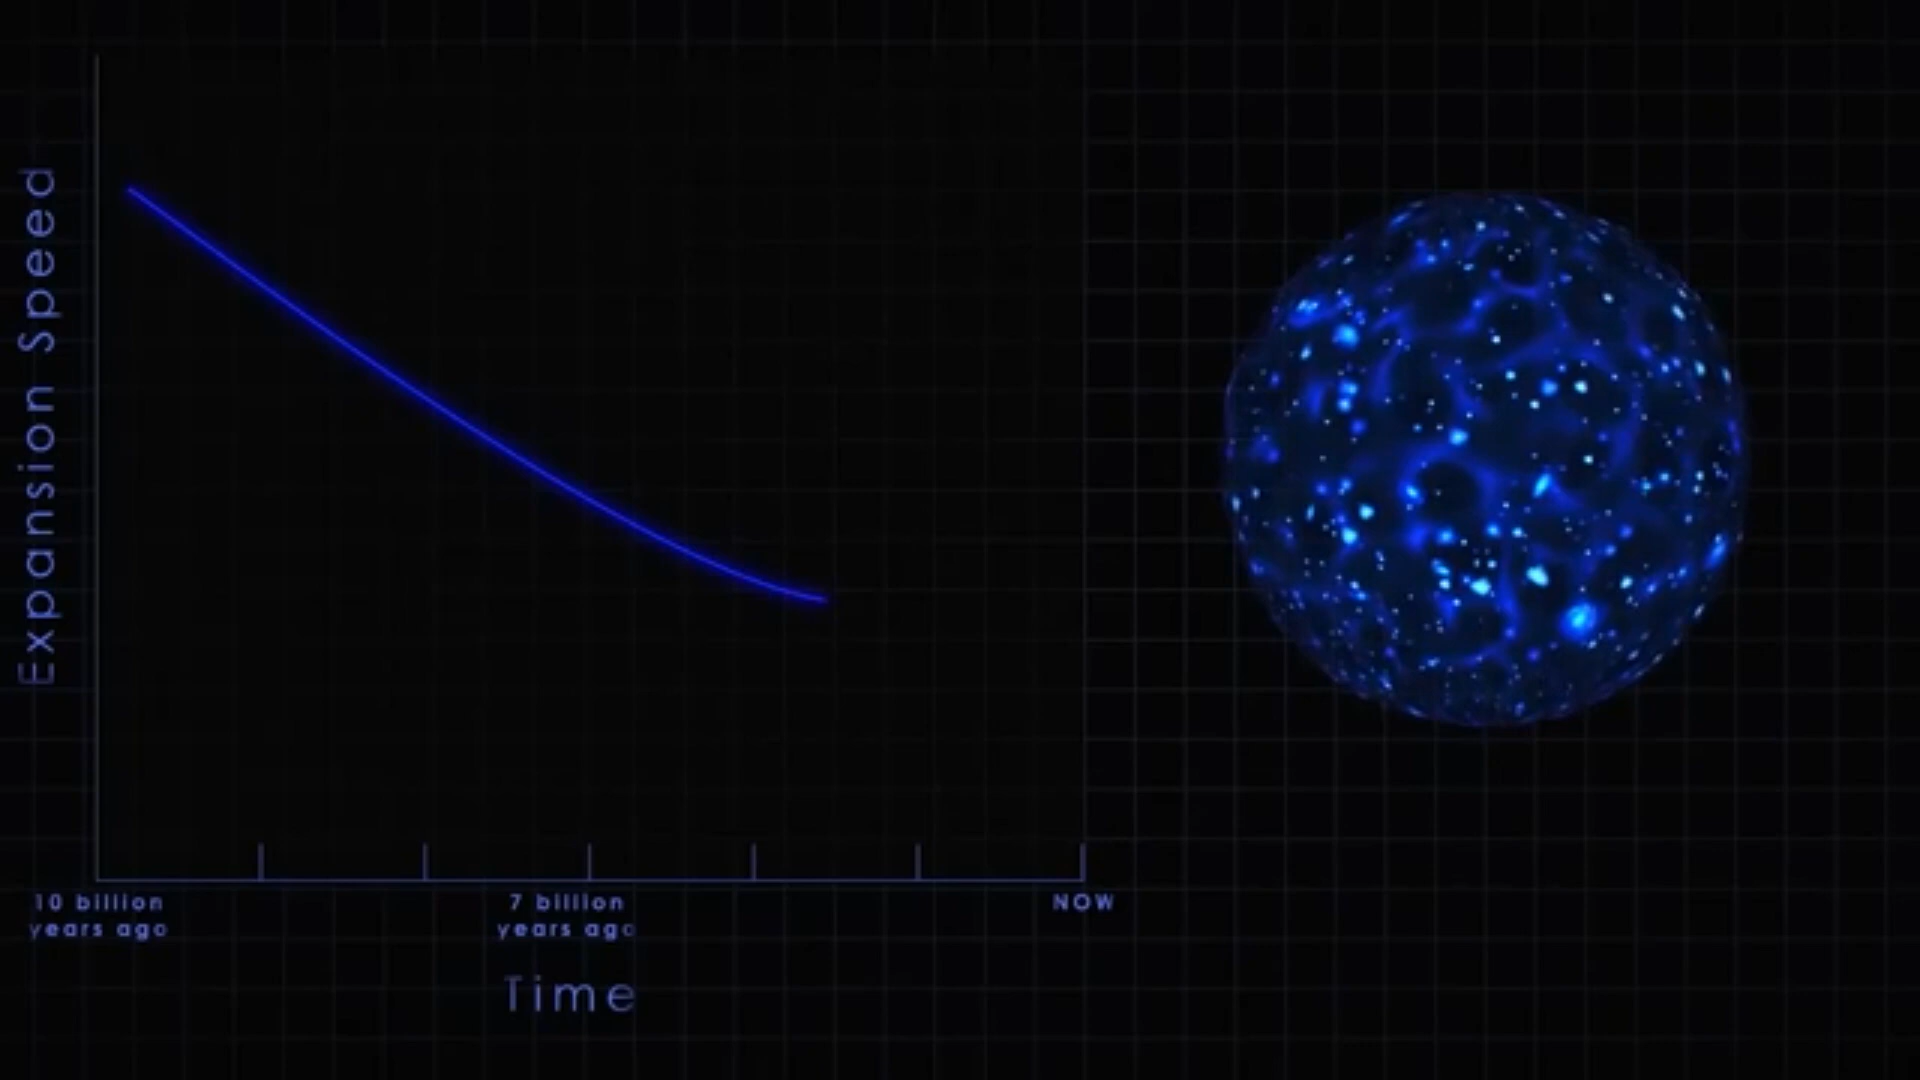 Expansion Speed
10 billion
years ago
7 billion
years ago
NOW
Time